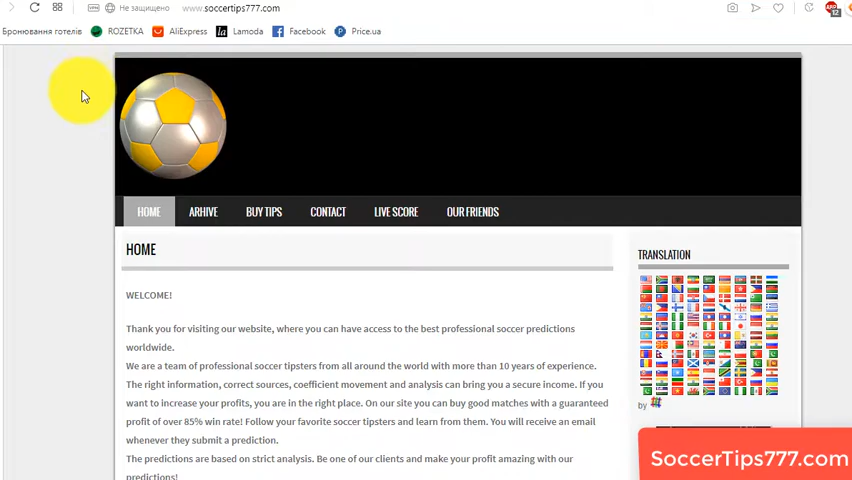 VPN Не защищено www.soccertips777.com
12
Бронювання готелів ROZETKA AliExpress la Lamoda Facebook P Price.ua
HOME ARHIVE BUY TIPS CONTACT LIVE SCORE OUR FRIENDS
HOME
WELCOME!
Thank you for visiting our website, where you can have access to the best professional soccer predictions
worldwide.
We are a team of professional soccer tipsters from all around the world with more than 10 years of experience.
The right information, correct sources, coefficient movement and analysis can bring you a secure income. If you
want to increase your profits, you are in the right place. On our site you can buy good matches with a guaranteed
profit of over 85% win rate! Follow your favorite soccer tipsters and learn from them. You will receive an email
whenever they submit a prediction.
The predictions are based on strict analysis. Be one of our clients and make your profit amazing with our
predictions!
TRANSLATION
by
SoccerTips777.com